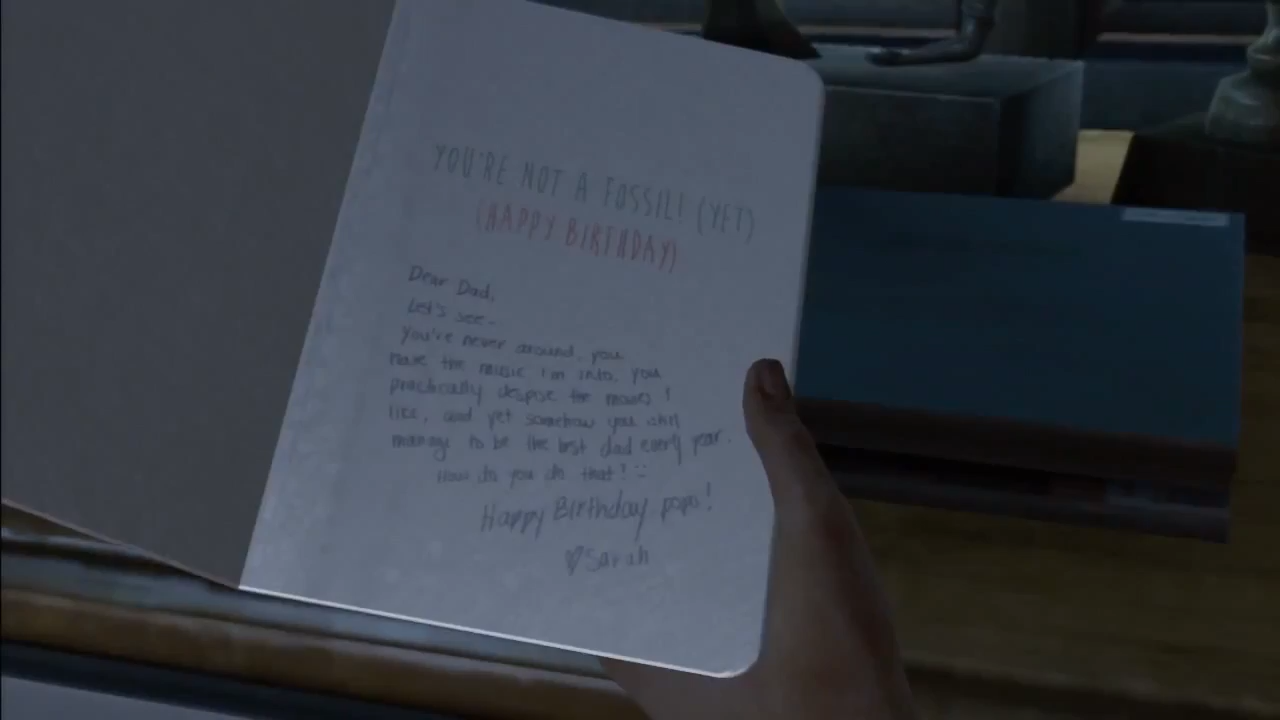 YOU'RE NOT A FOSSIL! (YET)
(HAPPY BIRTHDAY)
Dear Dad,
Let's see-
You're never around, you
hate the music I'm into, you
practically despise the movies I
like, and yet somehow you still
manage to be the best dad every year.
How do you do that! :-
Happy Birthday papa!
♥Sarah